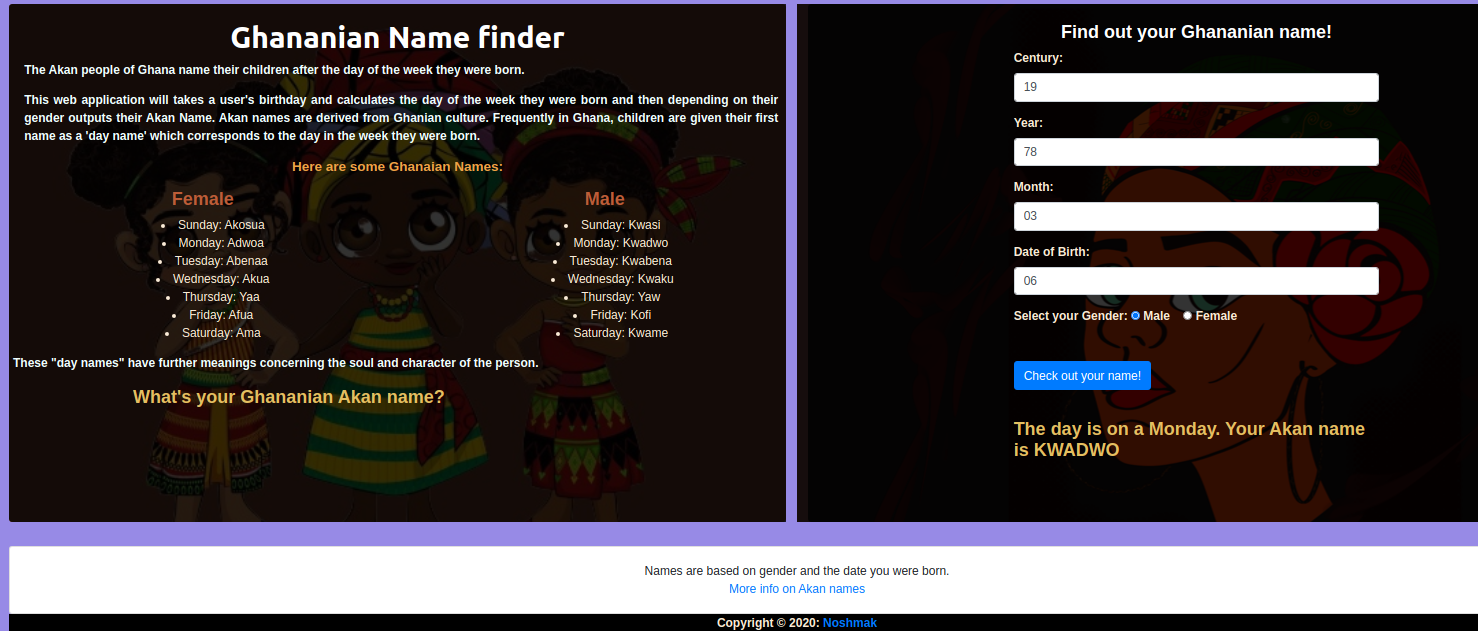 Ghananian Name finder
The Akan people of Ghana name their children after the day of the week they were born.
This web application will takes a user's birthday and calculates the day of the week they were born and then depending on their
gender outputs their Akan Name. Akan names are derived from Ghanian culture. Frequently in Ghana, children are given their first
name as a 'day name' which corresponds to the day in the week they were born.
Here are some Ghanaian Names:
Female
Sunday: Akosua
Monday: Adwoa
Tuesday: Abenaa
Wednesday: Akua
Thursday: Yaa
Friday: Afua
Saturday: Ama
Male
Sunday: Kwasi
Monday: Kwadwo
Tuesday: Kwabena
Wednesday: Kwaku
Thursday: Yaw
Friday: Kofi
Saturday: Kwame
These "day names" have further meanings concerning the soul and character of the person.
What's your Ghananian Akan name?
Find out your Ghananian name!
Century:
19
Year:
78
Month:
03
Date of Birth:
06
Select your Gender: Male Female
Check out your name!
The day is on a Monday. Your Akan name
is KWADWO
Names are based on gender and the date you were born.
More info on Akan names
Copyright © 2020: Noshmak